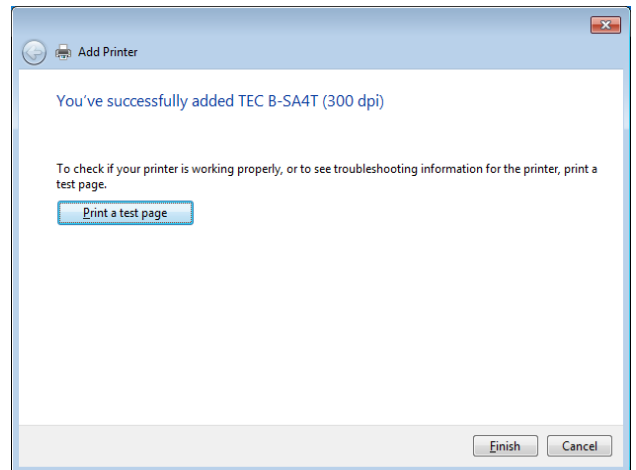 Add Printer
You've successfully added TEC B-SA4T (300 dpi)
To check if your printer is working properly, or to see troubleshooting information for the printer, print a
test page.
Print a test page
Finish Cancel